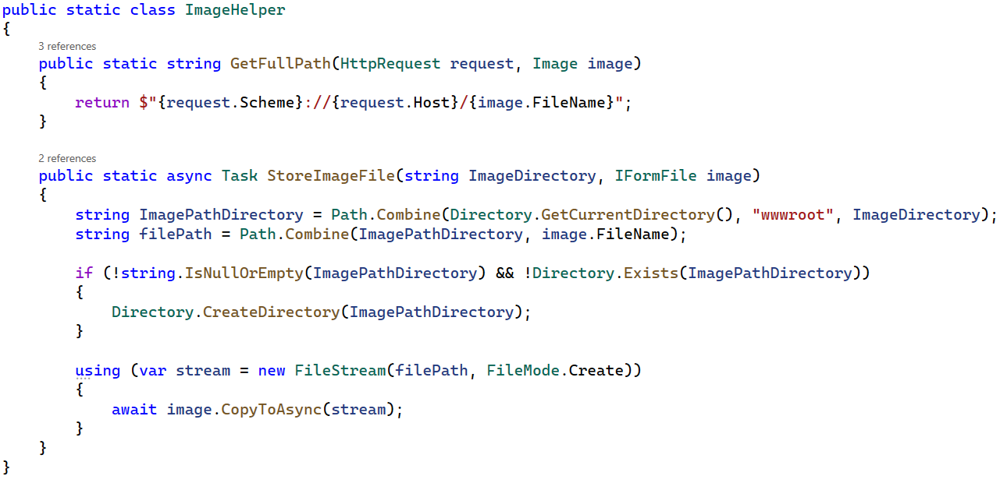 public static class ImageHelper
{
3 references
public static string GetFullPath(HttpRequest request, Image image)
{
return $"{request.Scheme}://{request.Host}/{image.FileName}";
}
2 references
public static async Task StoreImageFile(string ImageDirectory, IFormFile image)
{
string ImagePathDirectory = Path.Combine(Directory.GetCurrentDirectory(), "wwwroot", ImageDirectory);
string filePath = Path.Combine(ImagePathDirectory, image.FileName);
if (!string.IsNullOrEmpty(ImagePathDirectory) && !Directory.Exists(ImagePathDirectory))
{
Directory.CreateDirectory(ImagePathDirectory);
}
using (var stream = new FileStream(filePath, FileMode.Create))
{
await image.CopyToAsync(stream);
}
}
}